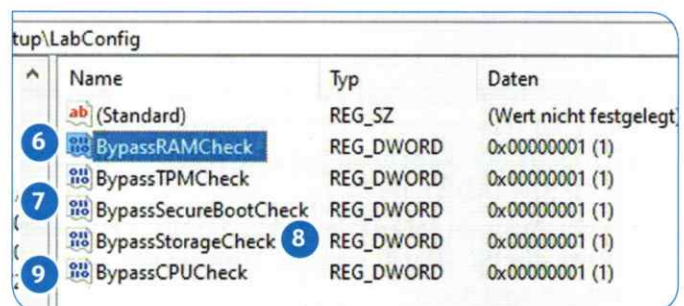 tup\LabConfig
Name Typ Daten
(Standard) REG_SZ (Wert nicht festgelegt)
6 BypassRAMCheck REG_DWORD 0x00000001 (1)
BypassTPMCheck REG_DWORD 0x00000001 (1)
7 BypassSecureBootCheck REG_DWORD 0x00000001 (1)
BypassStorageCheck 8 REG_DWORD 0x00000001 (1)
9 BypassCPUCheck REG_DWORD 0x00000001 (1)